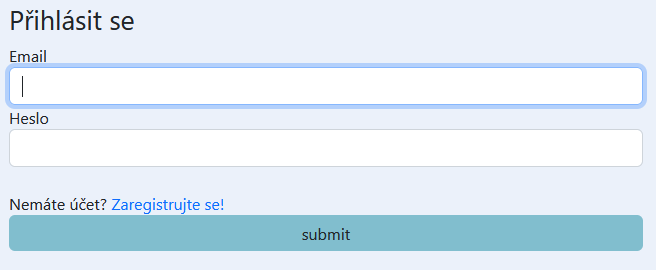 Přihlásit se
Email
Heslo
Nemáte účet? Zaregistrujte se!
submit